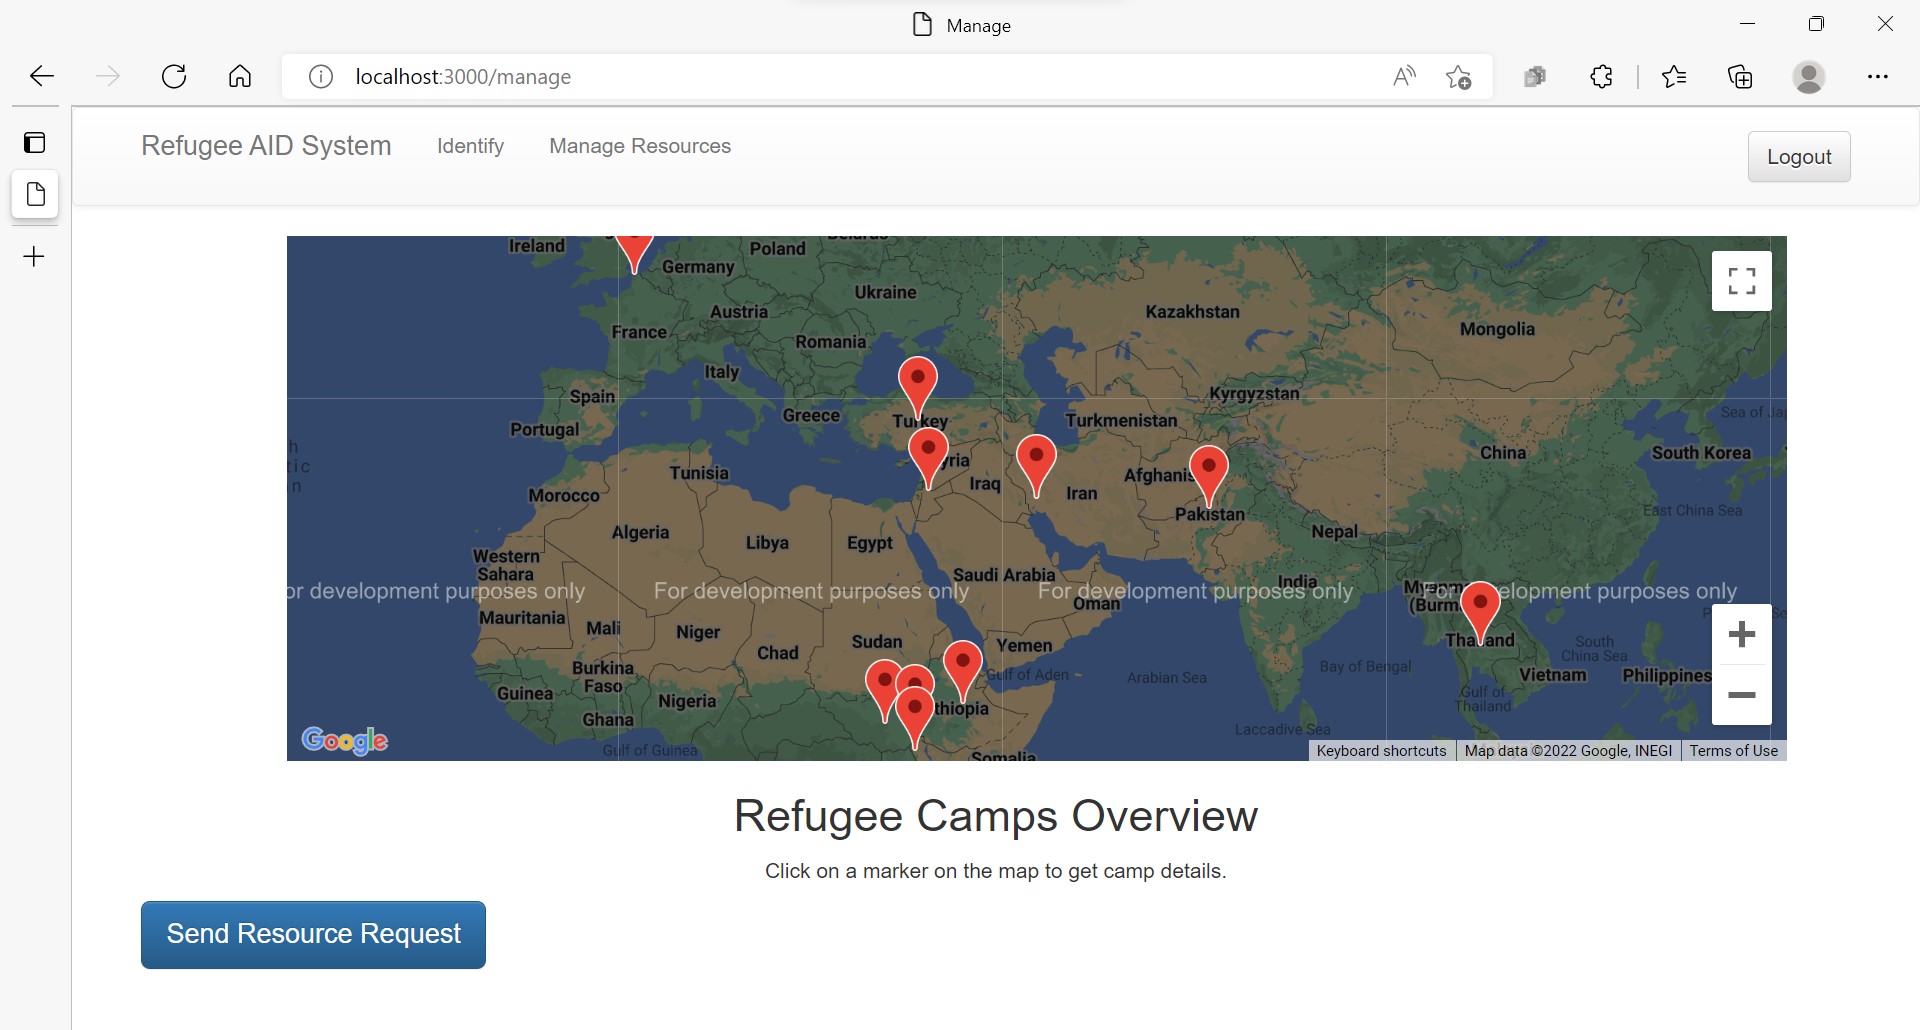 Manage
localhost:3000/manage
Refugee AID System
Identify
Manage Resources
Logout
Ireland
Poland
Germany
Ukraine
Austria
Kazakhstan
Mongolia
France
Romania
Italy
Spain
Kyrgyzstan
Greece
Turkey
Turkmenistan
Sea of Ja
Portugal
Tunisia
yria
China
South Korea
Morocco
Iraq
Iran
Afghanis
Pakistan
East China Sea
Algeria
Libya
Egypt
Nepal
Western
Sahara
Saudi Arabia
India
or development purposes only
For development purposes only
For development purposes only
For
elopment purposes only
Myanm
(Burm
Oman
Mauritania
Mali
Niger
Chad
Sudan
Yemen
Thailand
South
China Sea
Burkina
Faso
Gulf of Aden
Arabian Sea
Bay of Bengal
Vietnam
Philippines
Guinea
Nigeria
thiopia
Gulf of
Thailand
Ghana
Laccadive Sea
Gulf of Guinea
Somalia
Google
Keyboard shortcuts
Map data ©2022 Google, INEGI
Terms of Use
Refugee Camps Overview
Click on a marker on the map to get camp details.
Send Resource Request